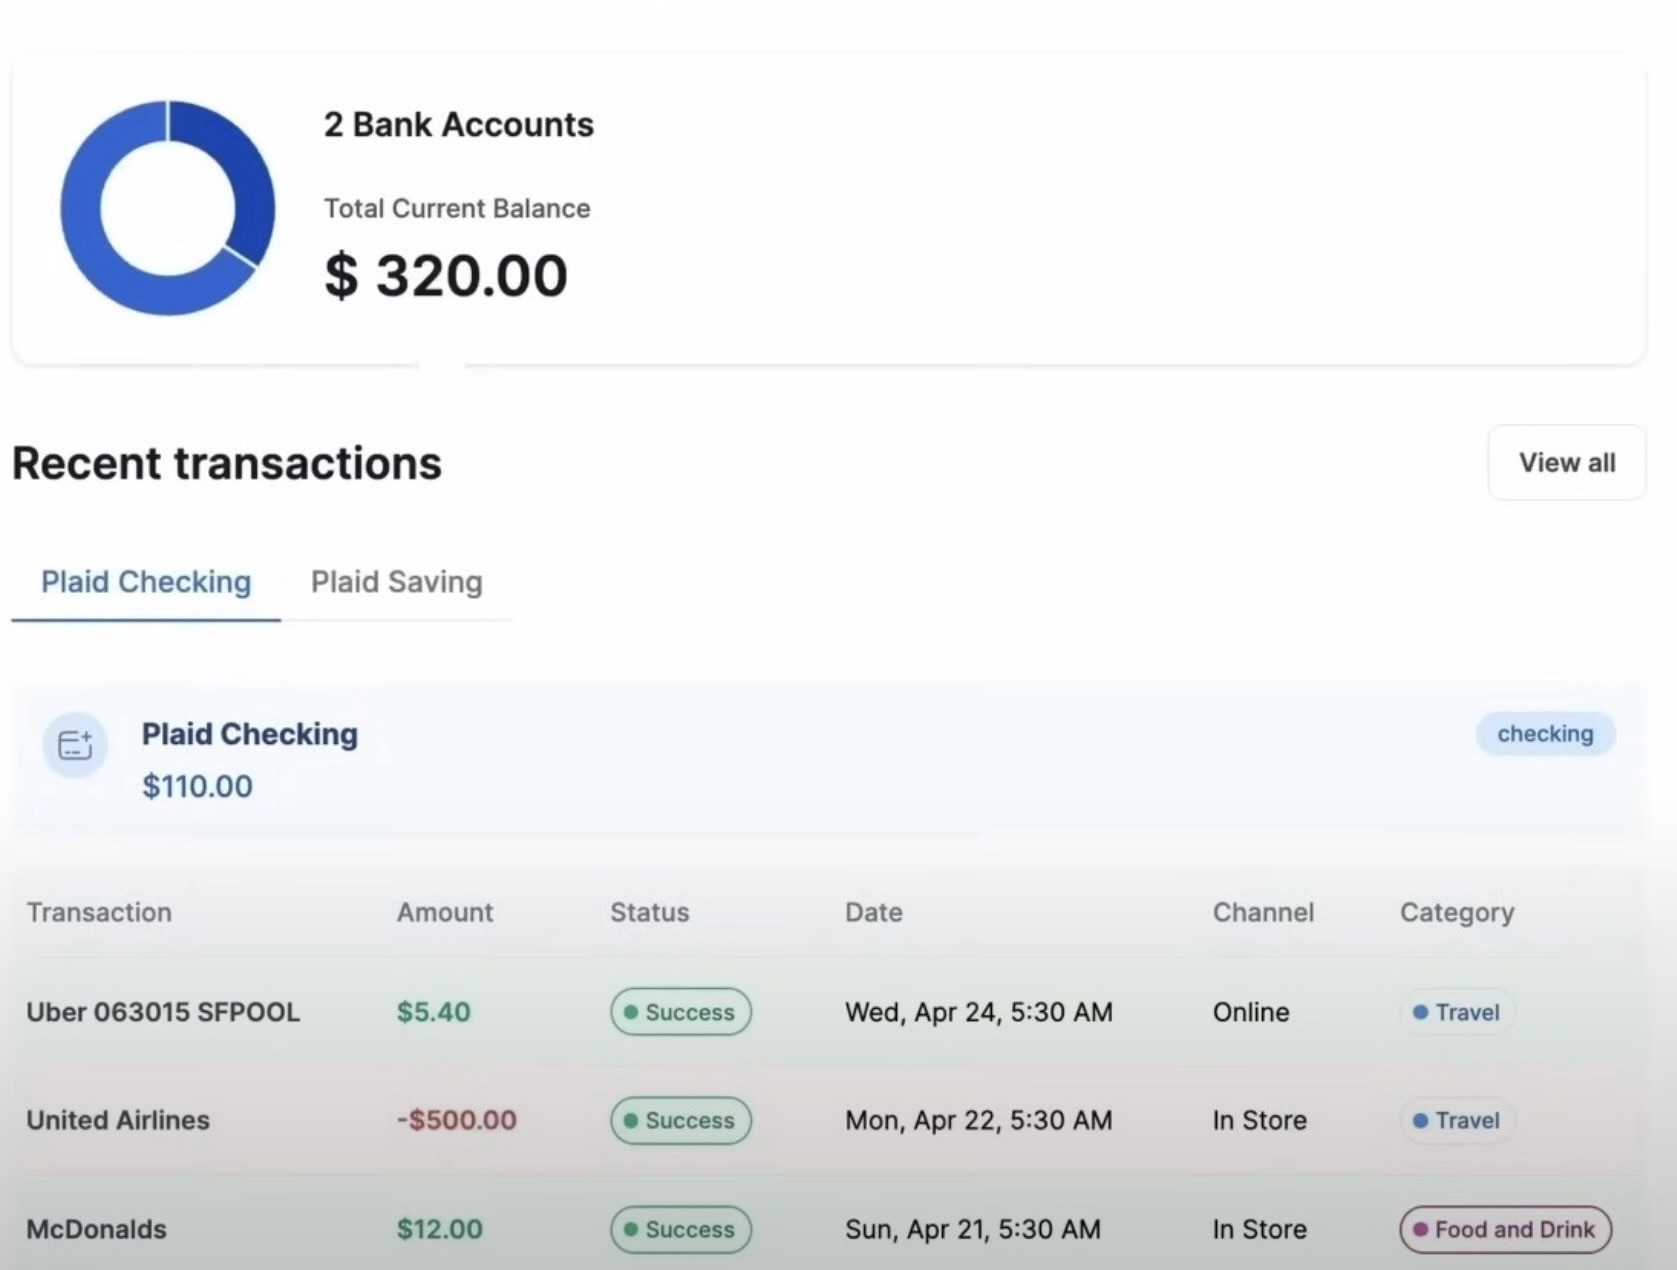 2 Bank Accounts
Total Current Balance
$ 320.00
Recent transactions
View all
Plaid Checking
Plaid Saving
Plaid Checking
checking
$110.00
Transaction Amount Status Date Channel Category
Uber 063015 SFPOOL $5.40 Success Wed, Apr 24, 5:30 AM Online Travel
United Airlines -$500.00 Success Mon, Apr 22, 5:30 AM In Store Travel
McDonalds $12.00 Success Sun, Apr 21, 5:30 AM In Store Food and Drink